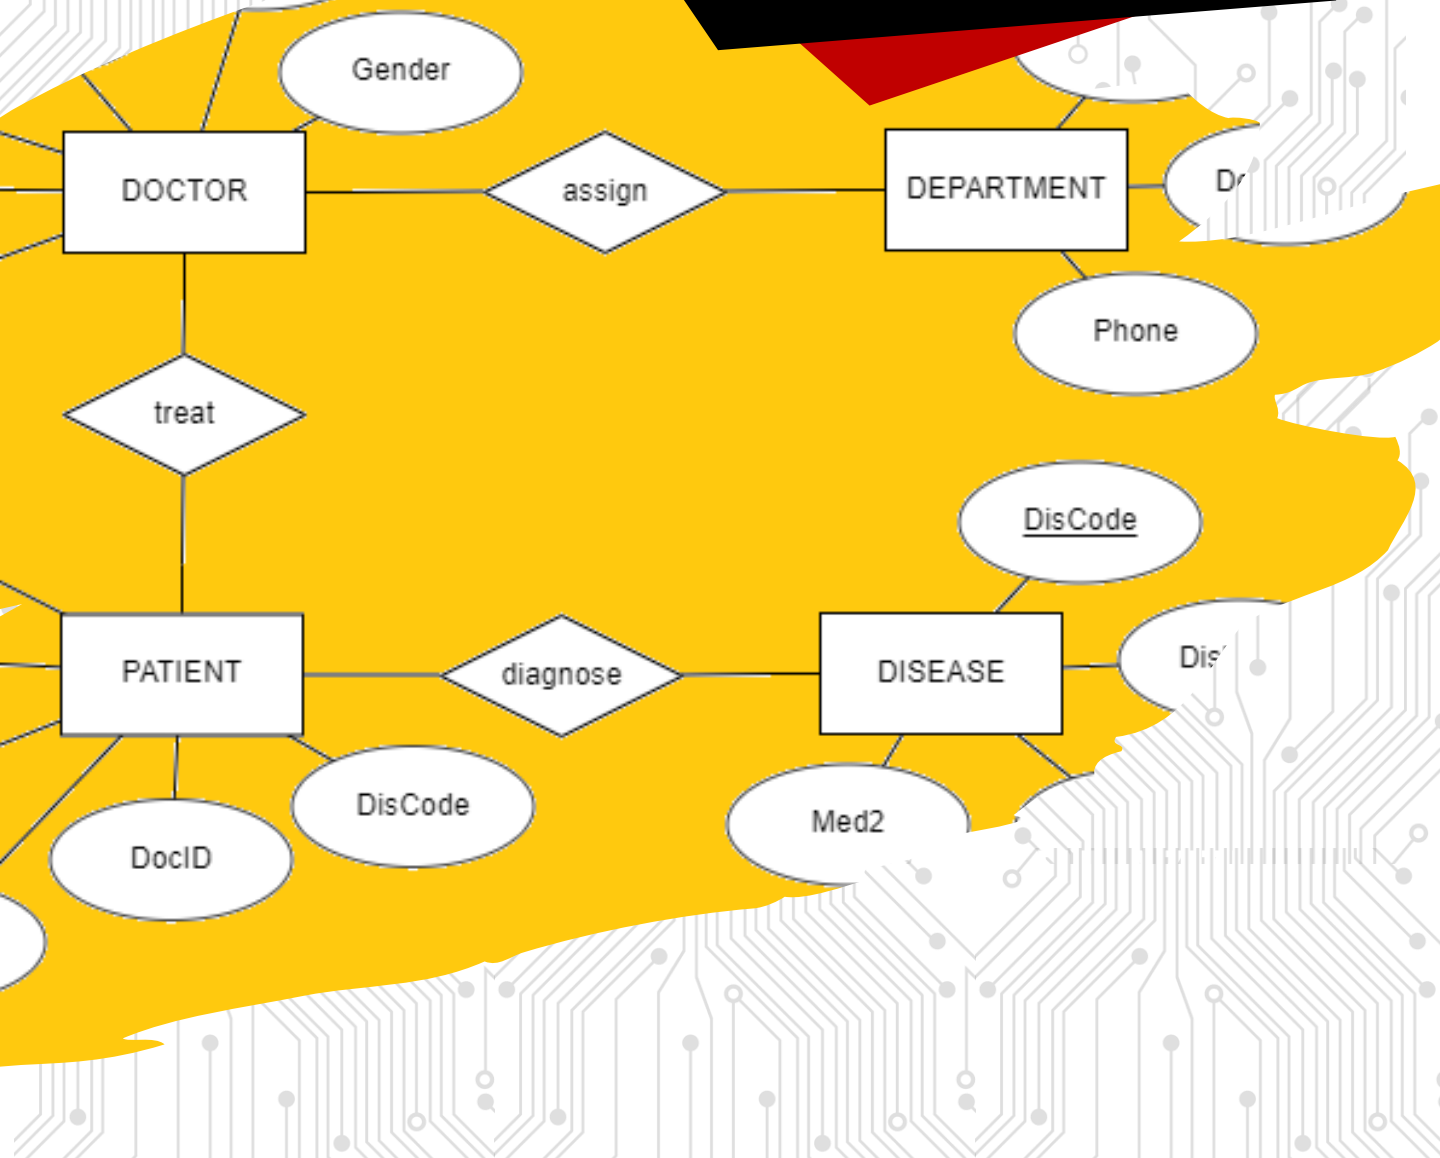 Gender
DOCTOR
assign
DEPARTMENT
Phone
treat
DisCode
PATIENT
diagnose
DISEASE
DisCode
Med2
DocID